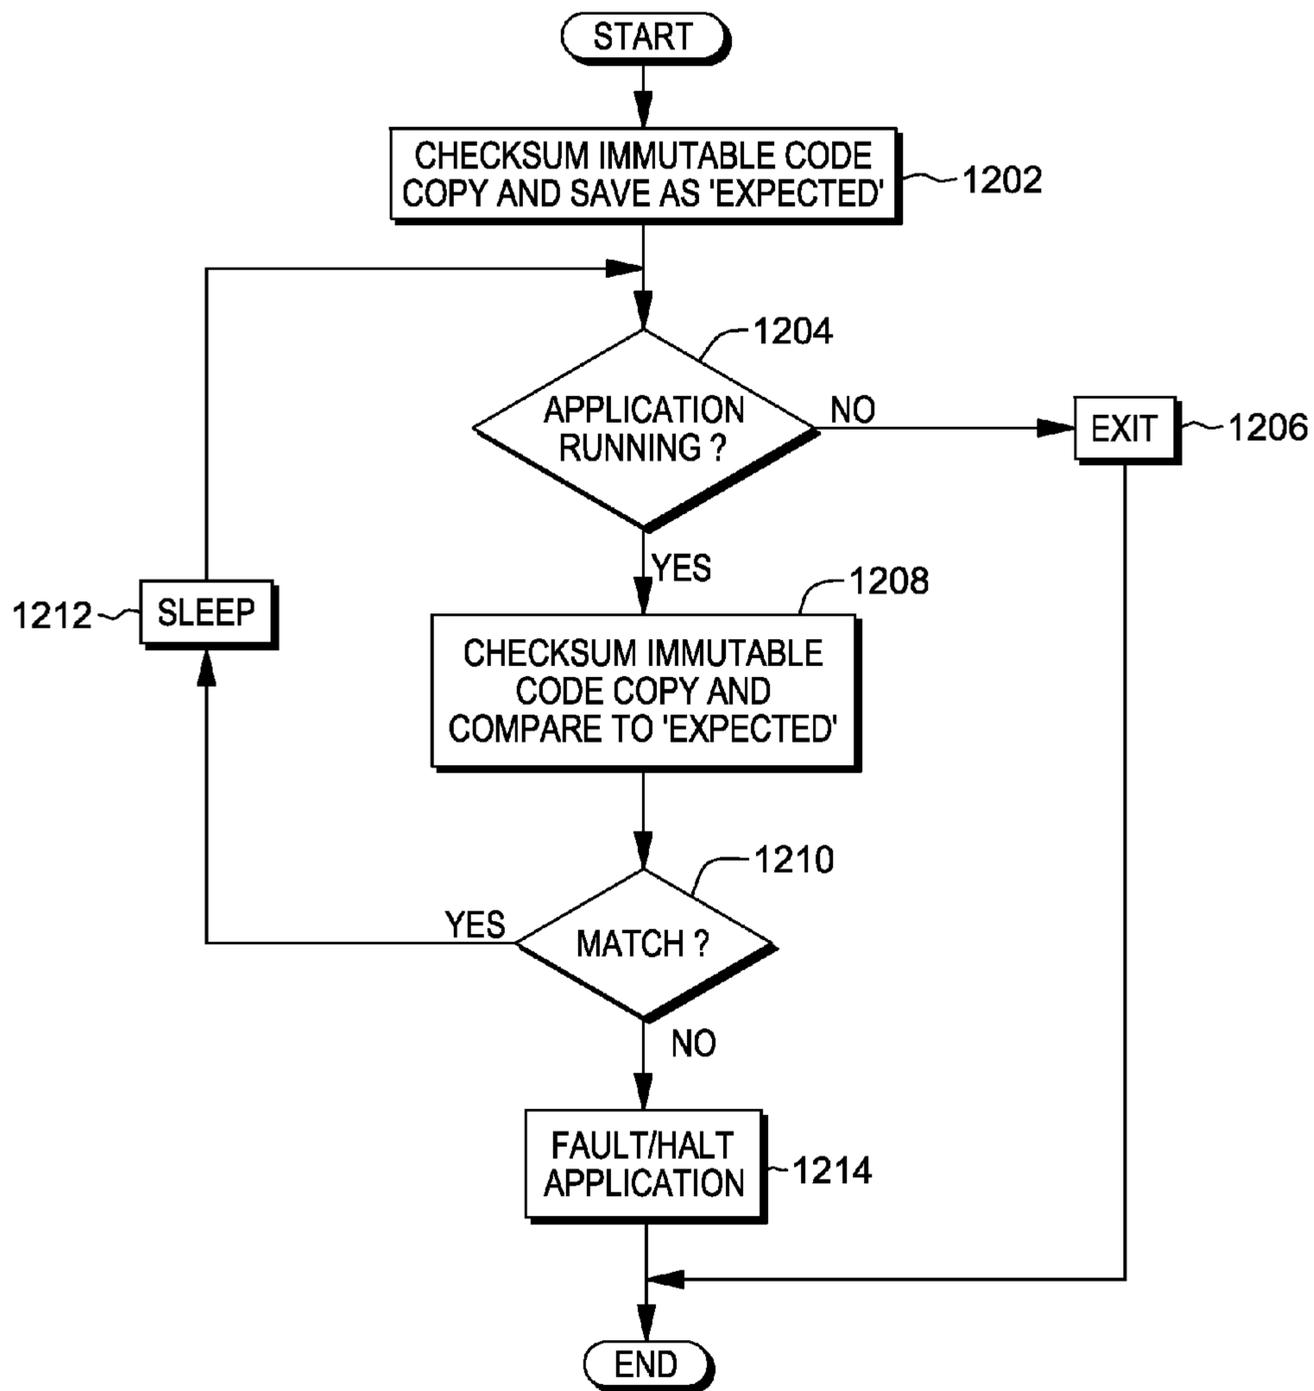 START
CHECKSUM IMMUTABLE CODE
COPY AND SAVE AS 'EXPECTED'
1202
1204
APPLICATION
RUNNING ?
NO
EXIT
1206
YES
1208
1212
SLEEP
CHECKSUM IMMUTABLE
CODE COPY AND
COMPARE TO 'EXPECTED'
1210
YES
MATCH ?
NO
FAULT/HALT
APPLICATION
1214
END